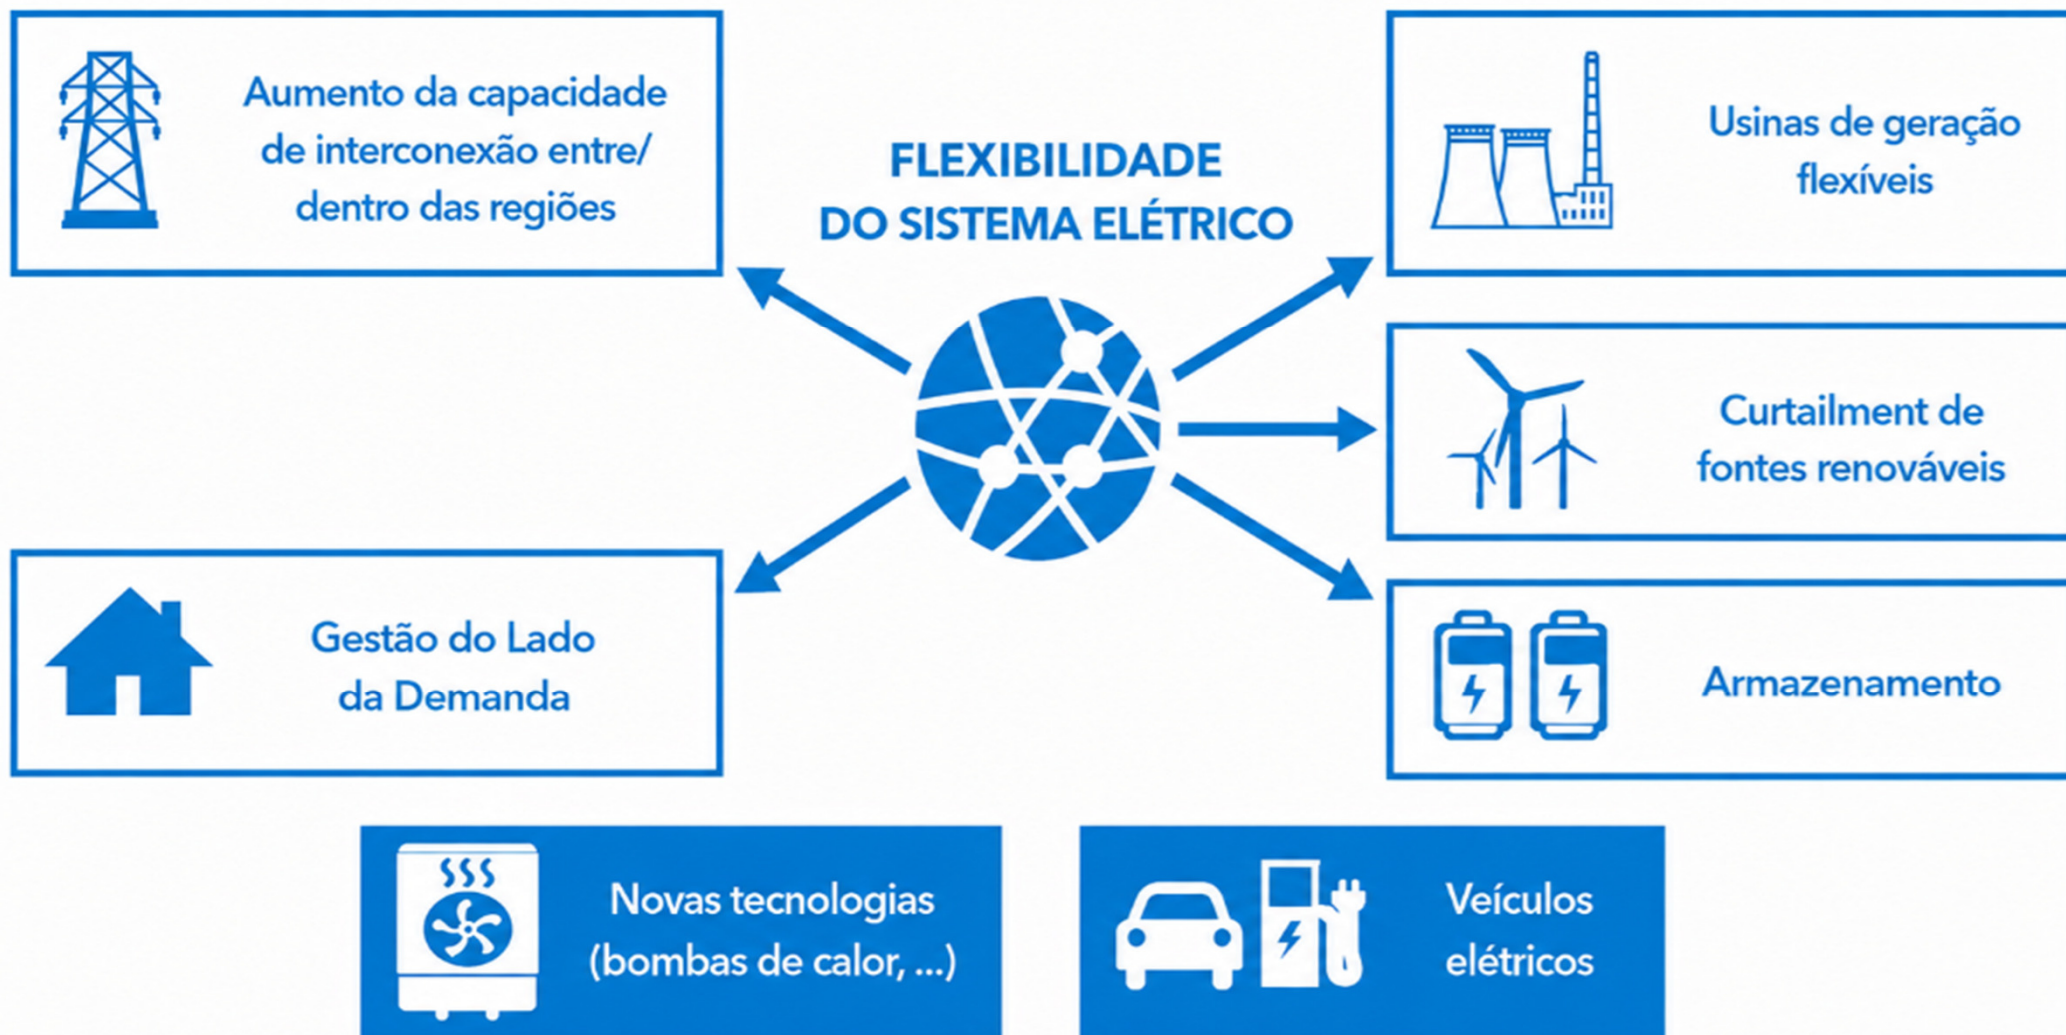 Aumento da capacidade
de interconexão entre/
dentro das regiões
FLEXIBILIDADE
DO SISTEMA ELÉTRICO
Usinas de geração
flexíveis
Curtailment de
fontes renováveis
Gestão do Lado
da Demanda
Armazenamento
Novas tecnologias
(bombas de calor, ...)
Veículos
elétricos